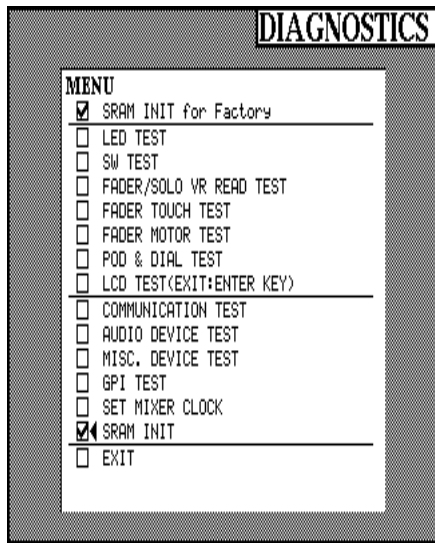 DIAGNOSTICS
MENU
SRAM INIT for Factory
LED TEST
SW TEST
FADER/SOLO VR READ TEST
FADER TOUCH TEST
FADER MOTOR TEST
POD & DIAL TEST
LCD TEST(EXIT:ENTER KEY)
COMMUNICATION TEST
AUDIO DEVICE TEST
MISC. DEVICE TEST
GPI TEST
SET MIXER CLOCK
SRAM INIT
EXIT